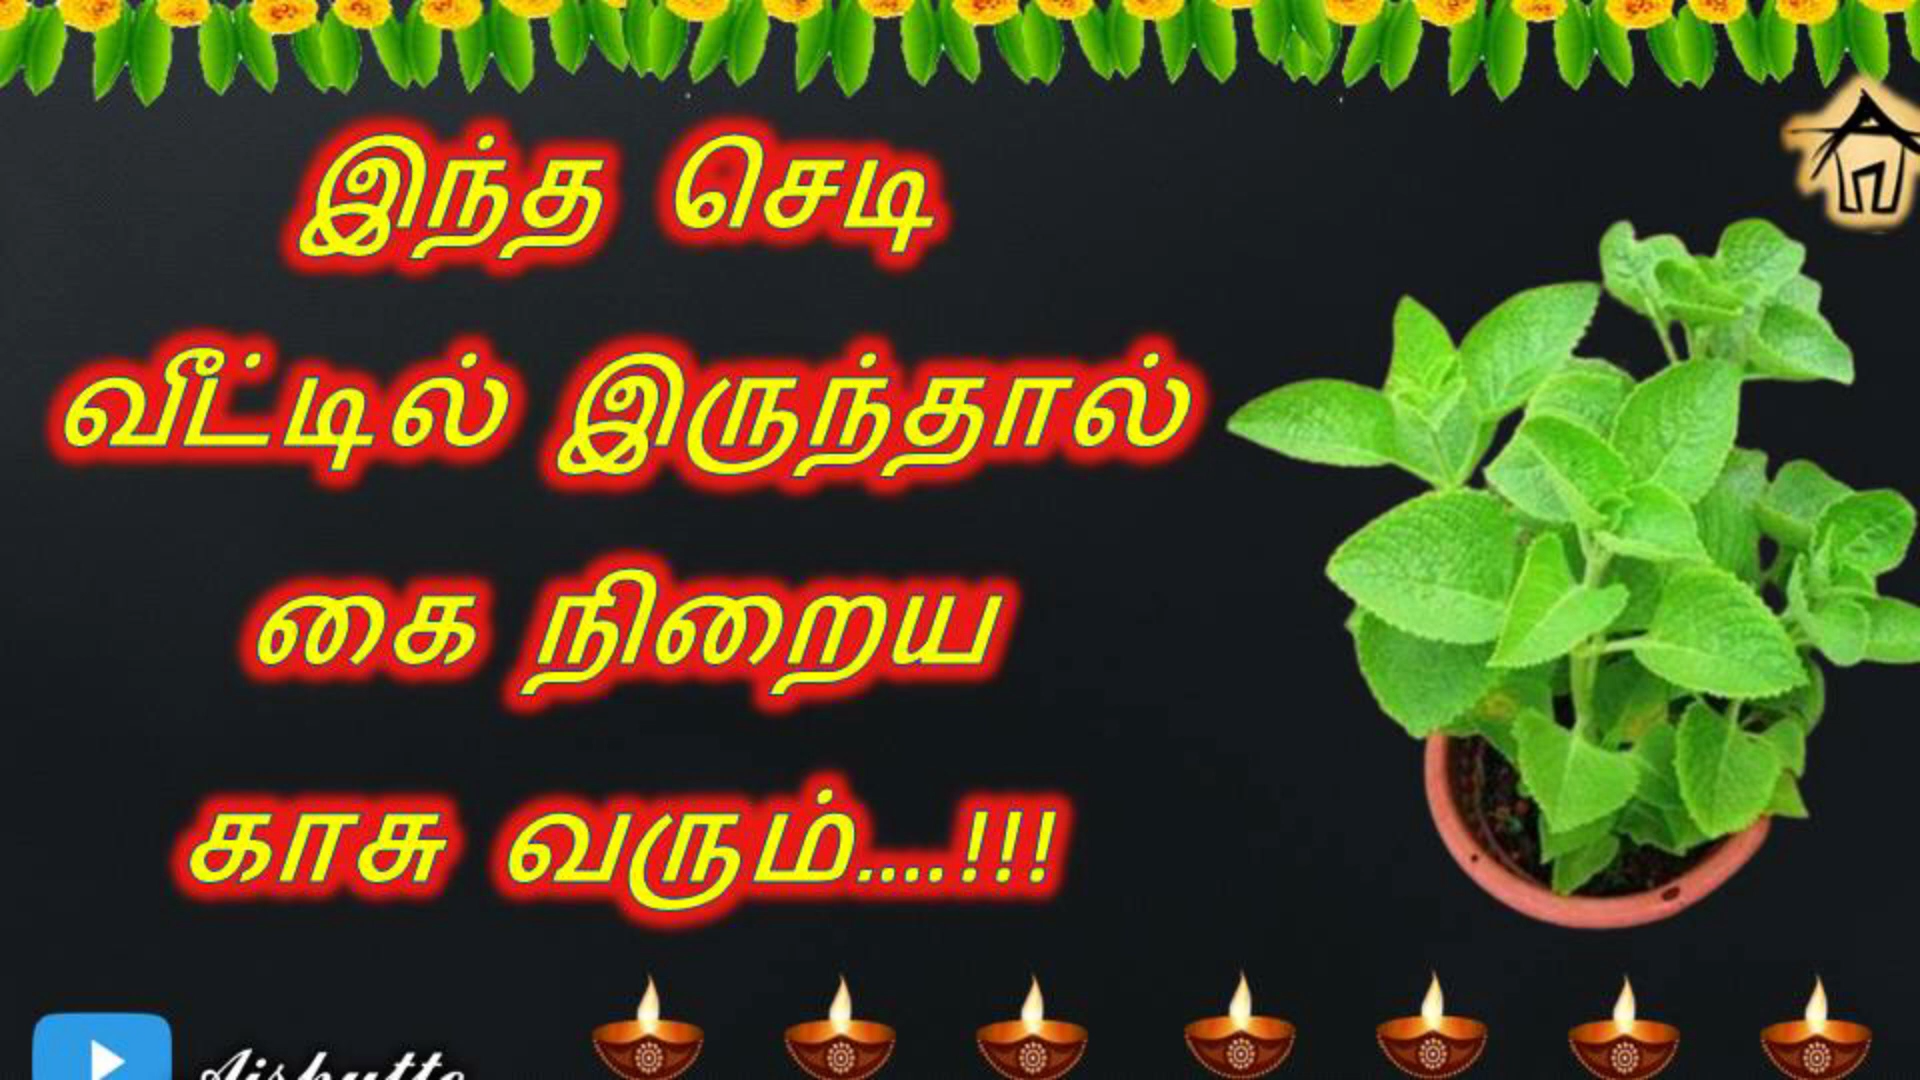 இந்த செடி
வீட்டில் இருந்தால்
கை நிறைய
காசு வரும்....!!!